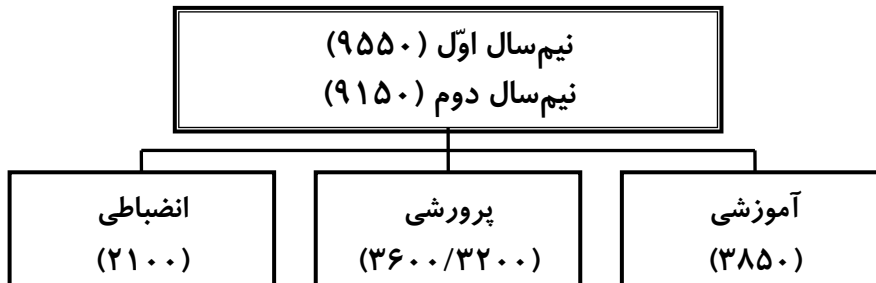 نیم‌سال اوّل (۹۵۵۰)
نیم‌سال دوم (۹۱۵۰)
آموزشی
(۳۸۵۰)
پرورشی
(۳۶۰۰/۳۲۰۰)
انضباطی
(۲۱۰۰)